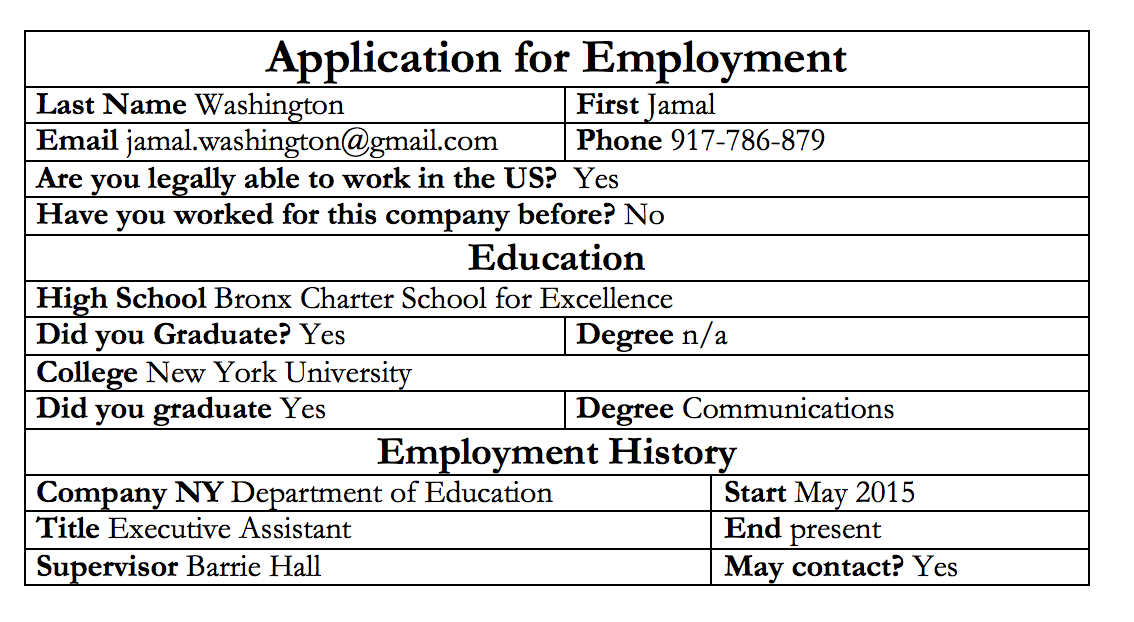 Application for Employment
Last Name Washington First Jamal
Email jamal.washington@gmail.com Phone 917-786-879
Are you legally able to work in the US? Yes
Have you worked for this company before? No
Education
High School Bronx Charter School for Excellence
Did you Graduate? Yes Degree n/a
College New York University
Did you graduate Yes Degree Communications
Employment History
Company NY Department of Education Start May 2015
Title Executive Assistant End present
Supervisor Barrie Hall May contact? Yes